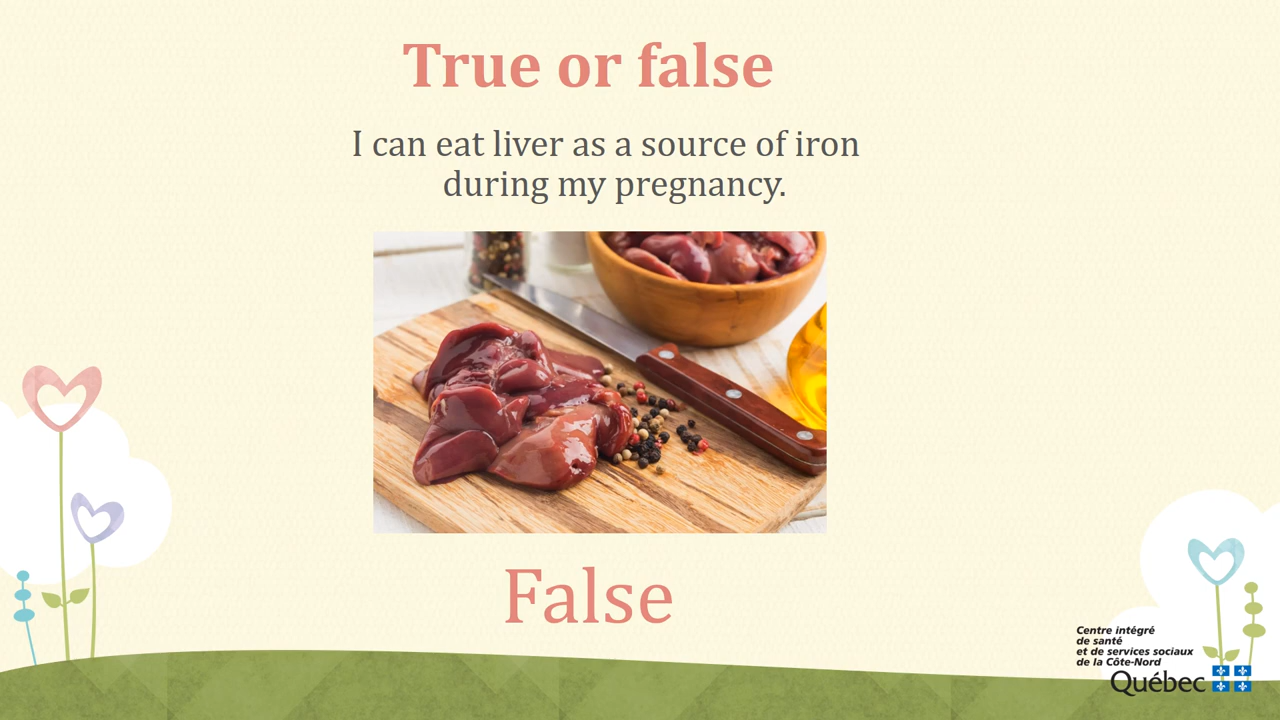 True or false
I can eat liver as a source of iron
during my pregnancy.
False
Centre intégré
de santé
et de services sociaux
de la Côte-Nord
Québec